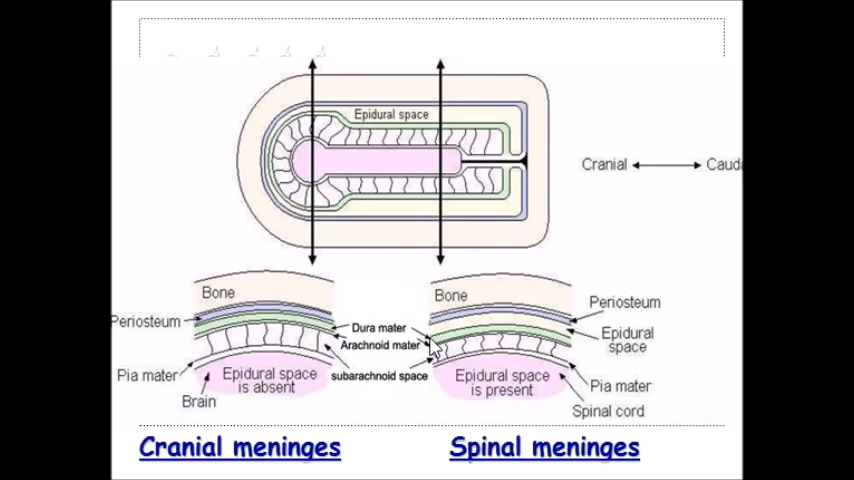 Epidural space
Cranial
Bone
Periosteum
Dura mater
Arachnoid mater
subarachnoid space
Pia mater
Brain
Epidural space
is absent
Bone
Periosteum
Epidural
space
Epidural space
is present
Pia mater
Spinal cord
Cranial meninges
Spinal meninges